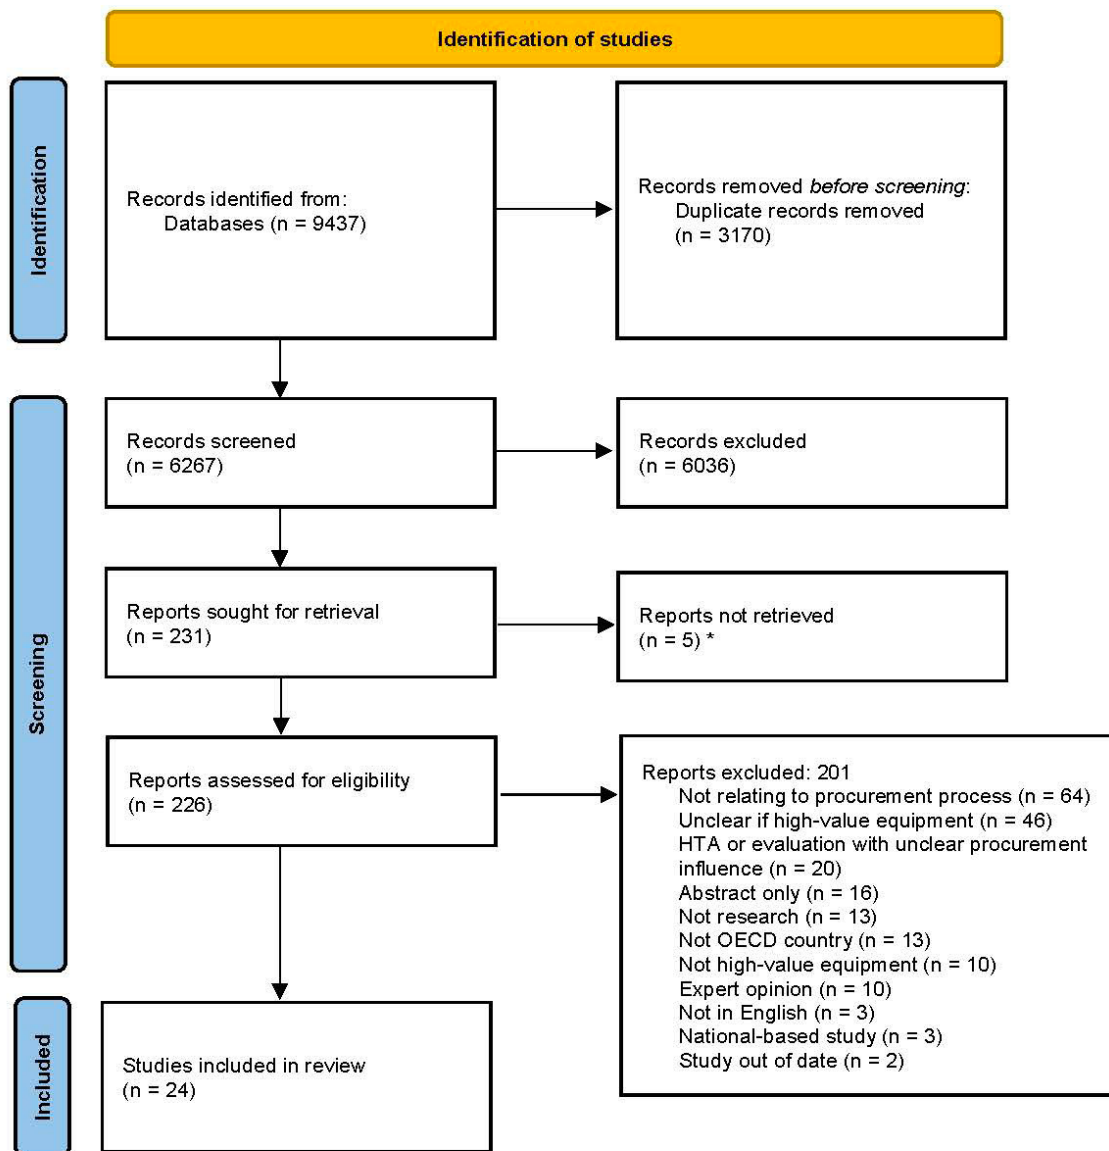 Identification of studies
Identification
Records identified from:
Databases (n = 9437)
Records removed before screening:
Duplicate records removed
(n = 3170)
Screening
Records screened
(n = 6267)
Records excluded
(n = 6036)
Reports sought for retrieval
(n = 231)
Reports not retrieved
(n = 5) *
Reports assessed for eligibility
(n = 226)
Reports excluded: 201
Not relating to procurement process (n = 64)
Unclear if high-value equipment (n = 46)
HTA or evaluation with unclear procurement
influence (n = 20)
Abstract only (n = 16)
Not research (n = 13)
Not OECD country (n = 13)
Not high-value equipment (n = 10)
Expert opinion (n = 10)
Not in English (n = 3)
National-based study (n = 3)
Study out of date (n = 2)
Included
Studies included in review
(n = 24)